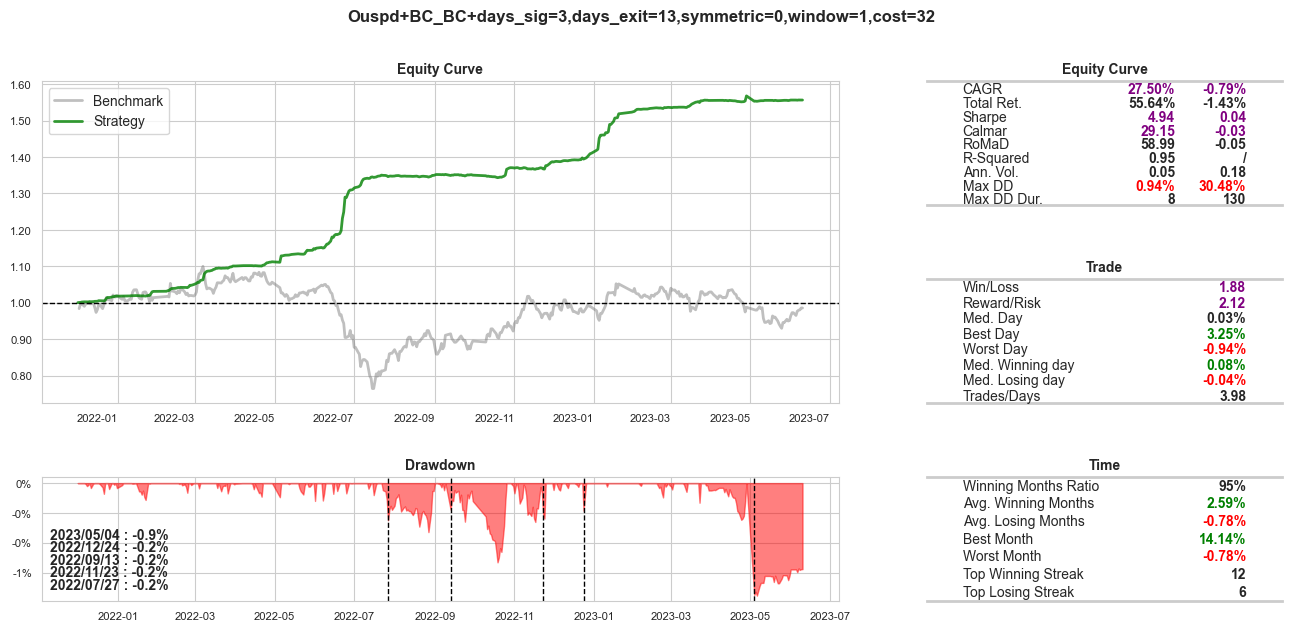 Ouspd+BC_BC+days_sig=3,days_exit=13,symmetric=0,window=1,cost=32
Equity Curve
1.60
1.50
1.40
1.30
1.20
1.10
1.00
0.90
0.80
Benchmark
Strategy
2022-01
2022-03
2022-05
2022-07
2022-09
2022-11
2023-01
2023-03
2023-05
2023-07
Equity Curve
CAGR 27.50% -0.79%
Total Ret. 55.64% -1.43%
Sharpe 4.94 0.04
Calmar 29.15 -0.03
RoMaD 58.99 -0.05
R-Squared 0.95 /
Ann. Vol. 0.05 0.18
Max DD 0.94% 30.48%
Max DD Dur. 8 130
Trade
Win/Loss 1.88
Reward/Risk 2.12
Med. Day 0.03%
Best Day 3.25%
Worst Day -0.94%
Med. Winning day 0.08%
Med. Losing day -0.04%
Trades/Days 3.98
Drawdown
0%
-0%
-0%
-1%
2023/05/04 : -0.9%
2022/12/24 : -0.2%
2022/09/13 : -0.2%
2022/11/23 : -0.2%
2022/07/27 : -0.2%
2022-01
2022-03
2022-05
2022-07
2022-09
2022-11
2023-01
2023-03
2023-05
2023-07
Time
Winning Months Ratio 95%
Avg. Winning Months 2.59%
Avg. Losing Months -0.78%
Best Month 14.14%
Worst Month -0.78%
Top Winning Streak 12
Top Losing Streak 6